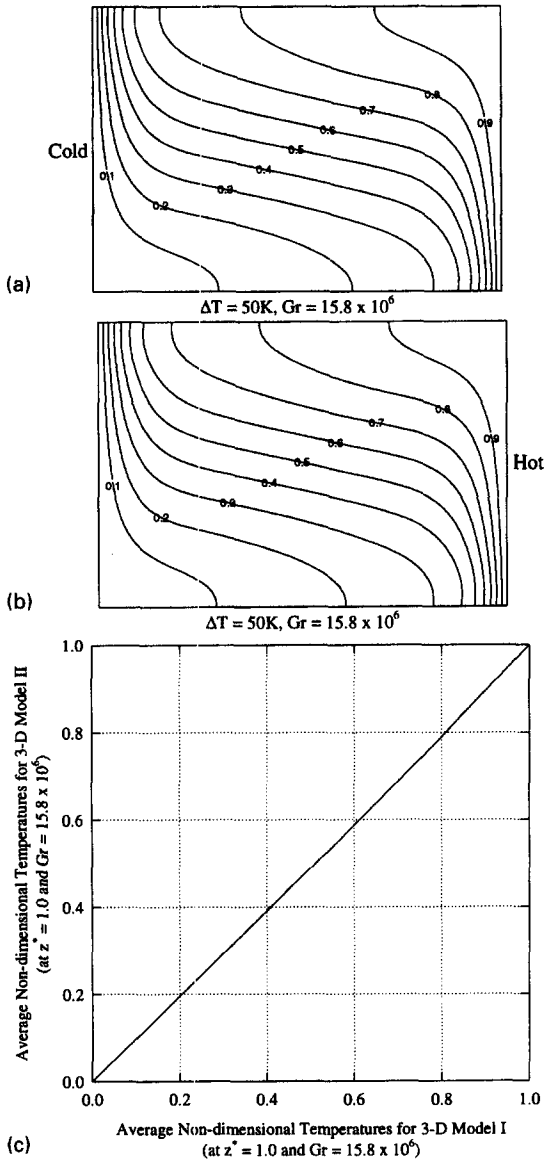 0.9
0.8
0.7
0.6
0.5
0.4
0.3
0.2
0.1
Cold
(a)
ΔT = 50K, Gr = 15.8 x 10⁶
0.9
0.8
0.7
0.6
0.5
0.4
0.3
0.2
0.1
Hot
(b)
ΔT = 50K, Gr = 15.8 x 10⁶
Average Non-dimensional Temperatures for 3-D Model II
(at z* = 1.0 and Gr = 15.8 x 10⁶)
1.0
0.8
0.6
0.4
0.2
0.0
0.0 0.2 0.4 0.6 0.8 1.0
Average Non-dimensional Temperatures for 3-D Model I
(at z* = 1.0 and Gr = 15.8 x 10⁶)
(c)